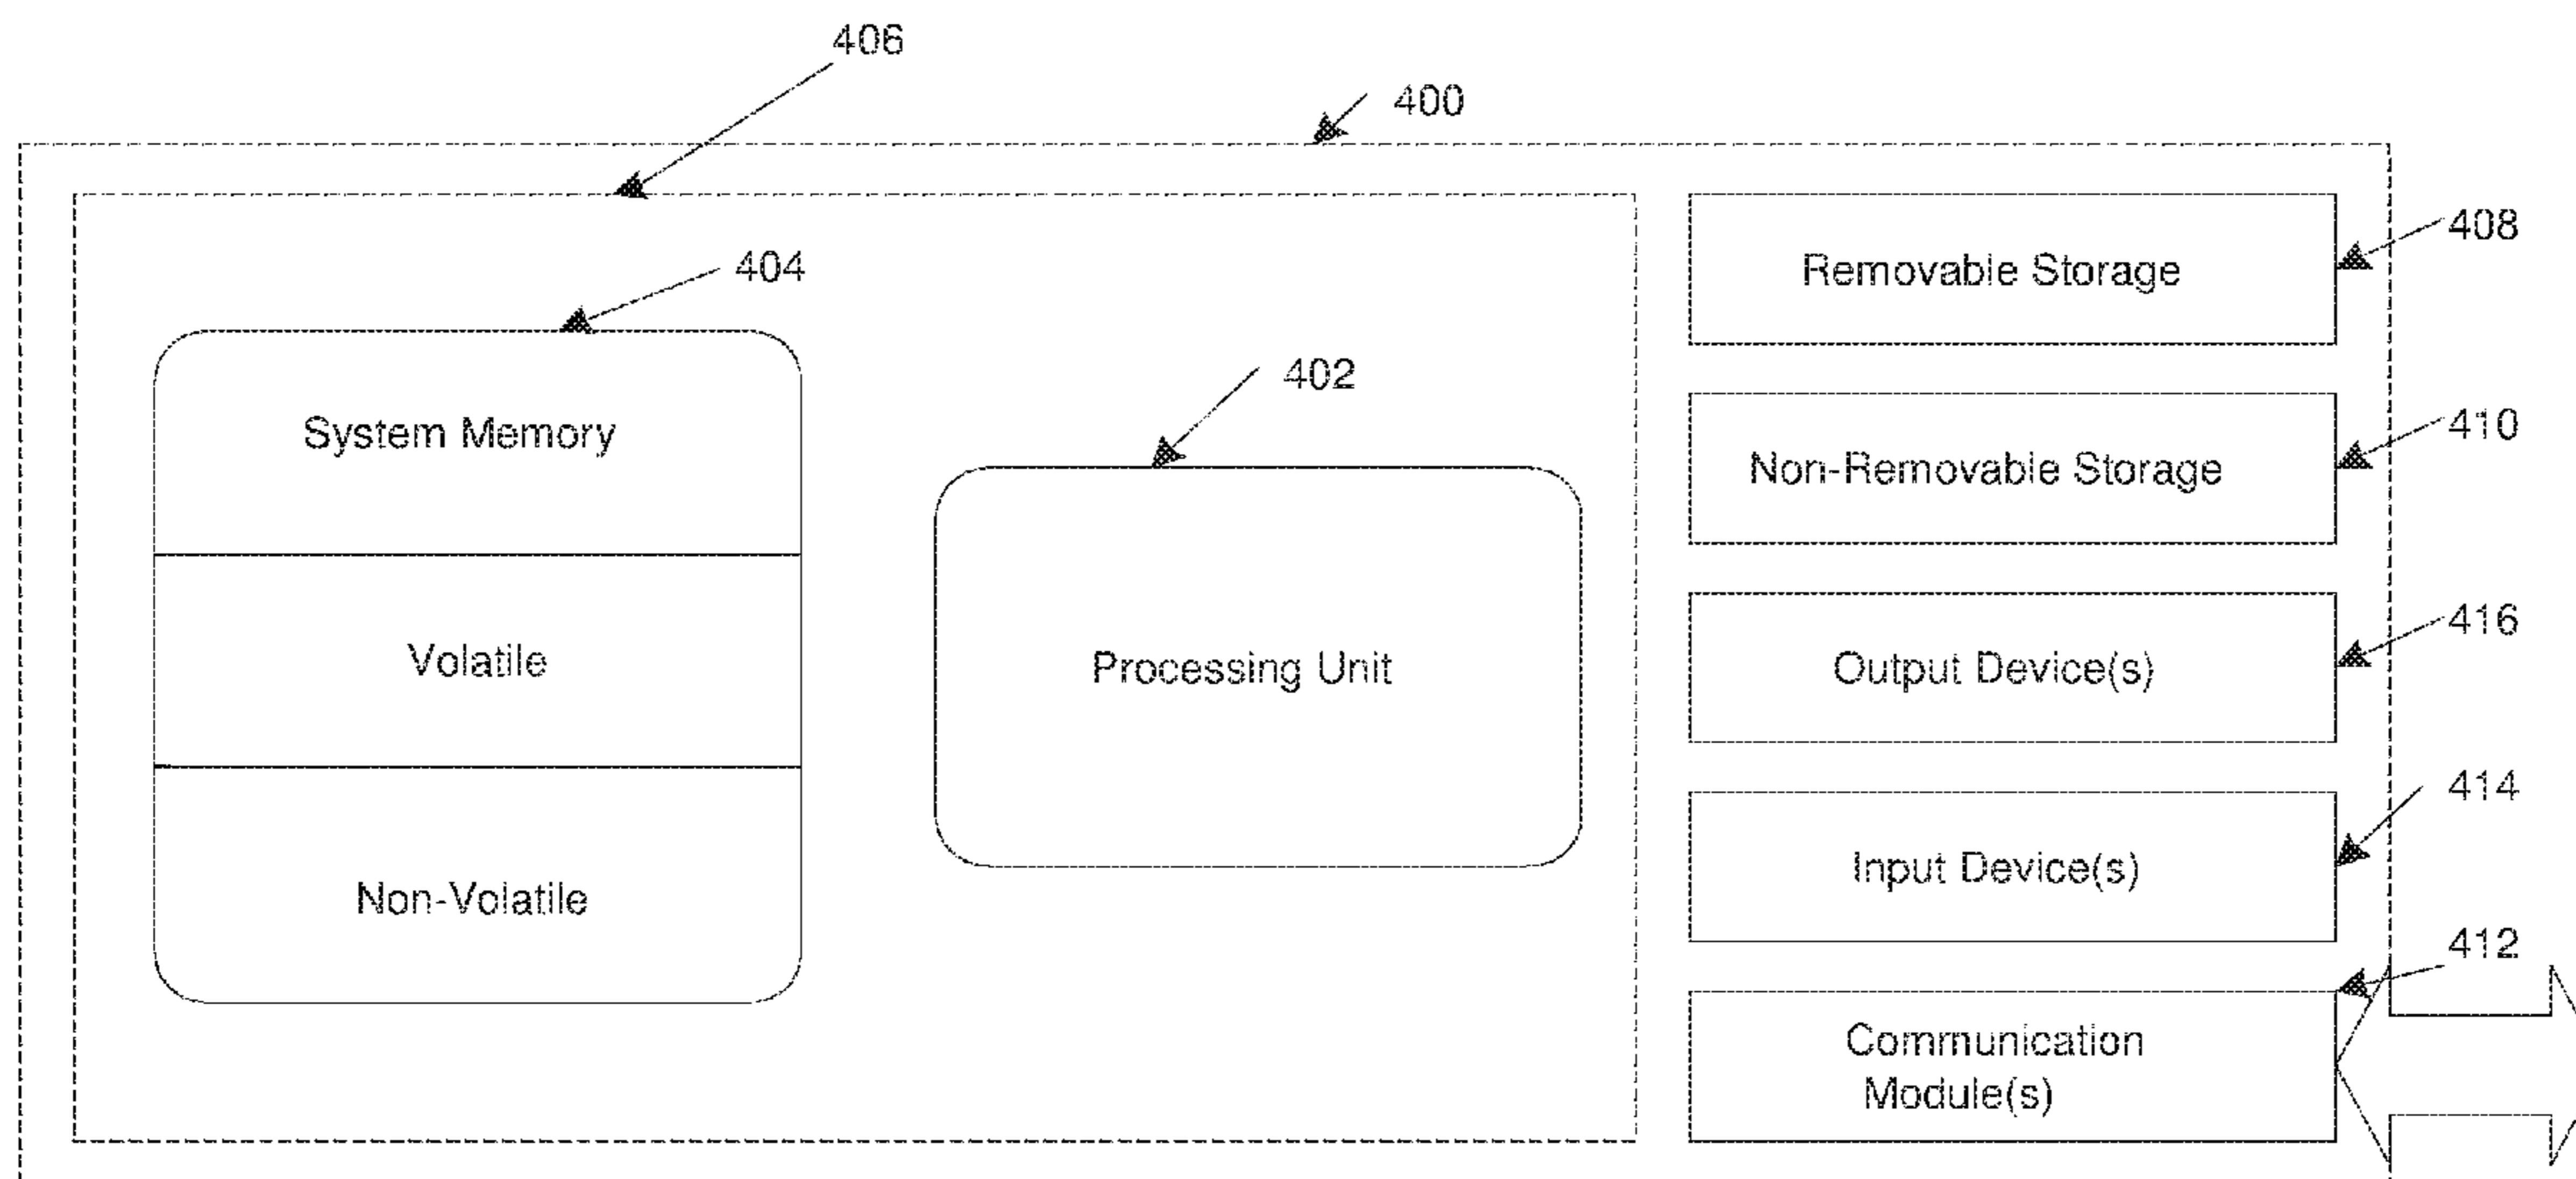 406
400
408
Removable Storage
404
402
410
System Memory
Non-Removable Storage
416
Volatile
Processing Unit
Output Device(s)
414
Input Device(s)
Non-Volatile
412
Communication
Module(s)